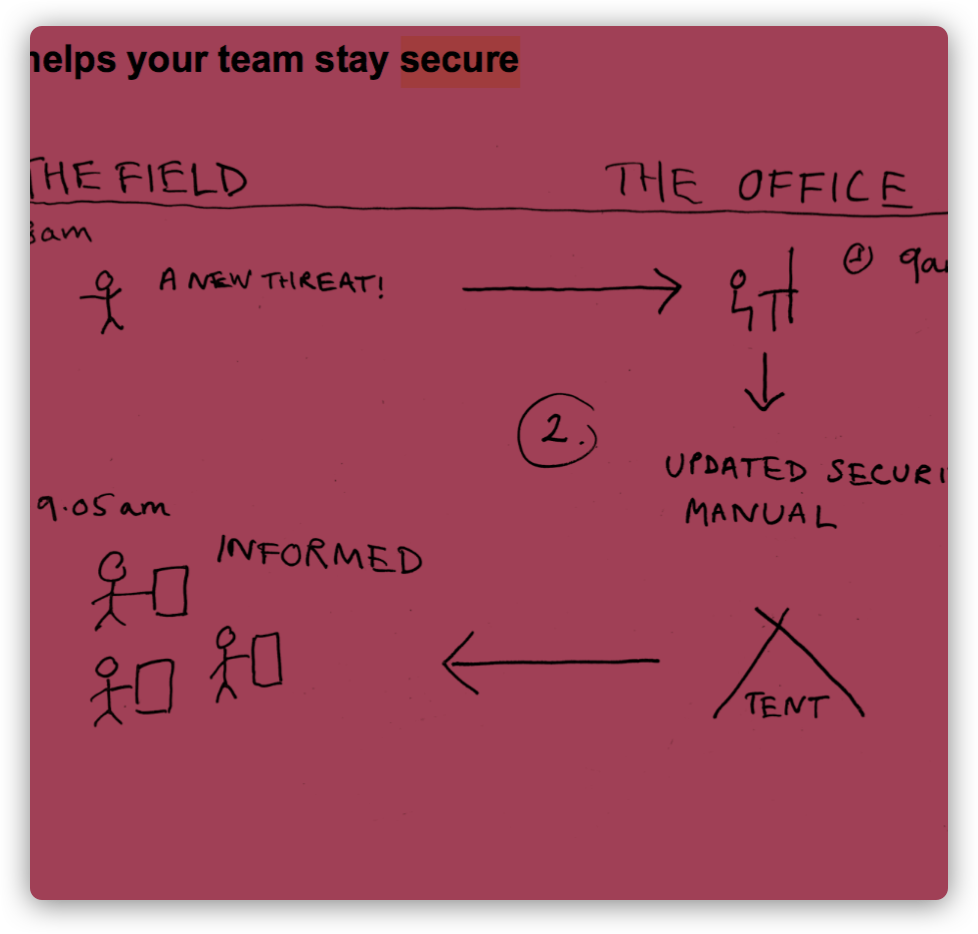 helps your team stay secure
THE FIELD
THE OFFICE
8am
A NEW THREAT!
① 9a
2.
UPDATED SECURI
MANUAL
9.05am
INFORMED
TENT